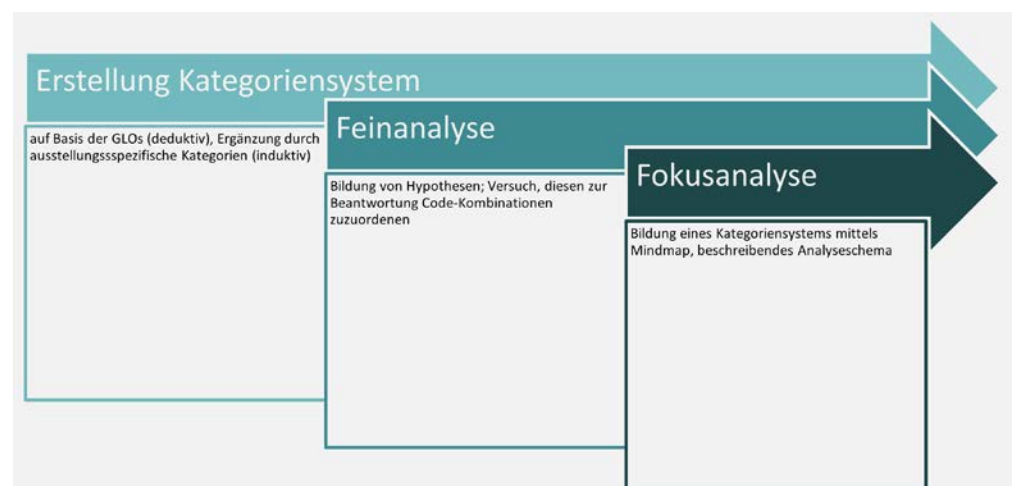 Erstellung Kategoriensystem
auf Basis der GLOs (deduktiv), Ergänzung durch
ausstellungssspezifische Kategorien (induktiv)
Feinanalyse
Bildung von Hypothesen; Versuch, diesen zur
Beantwortung Code-Kombinationen
zuzuordenen
Fokusanalyse
Bildung eines Kategoriensystems mittels
Mindmap, beschreibendes Analyseschema